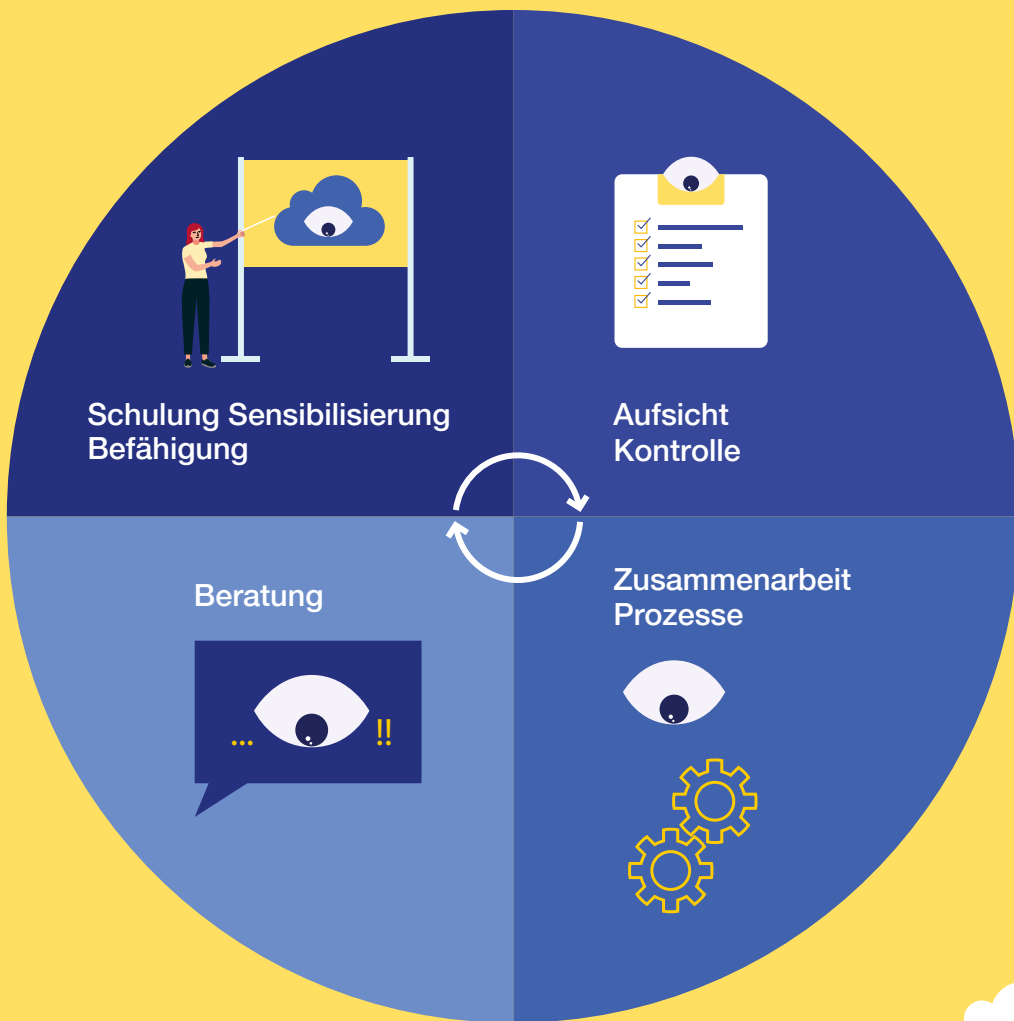 Schulung Sensibilisierung
Befähigung
Aufsicht
Kontrolle
Beratung
... !!
Zusammenarbeit
Prozesse